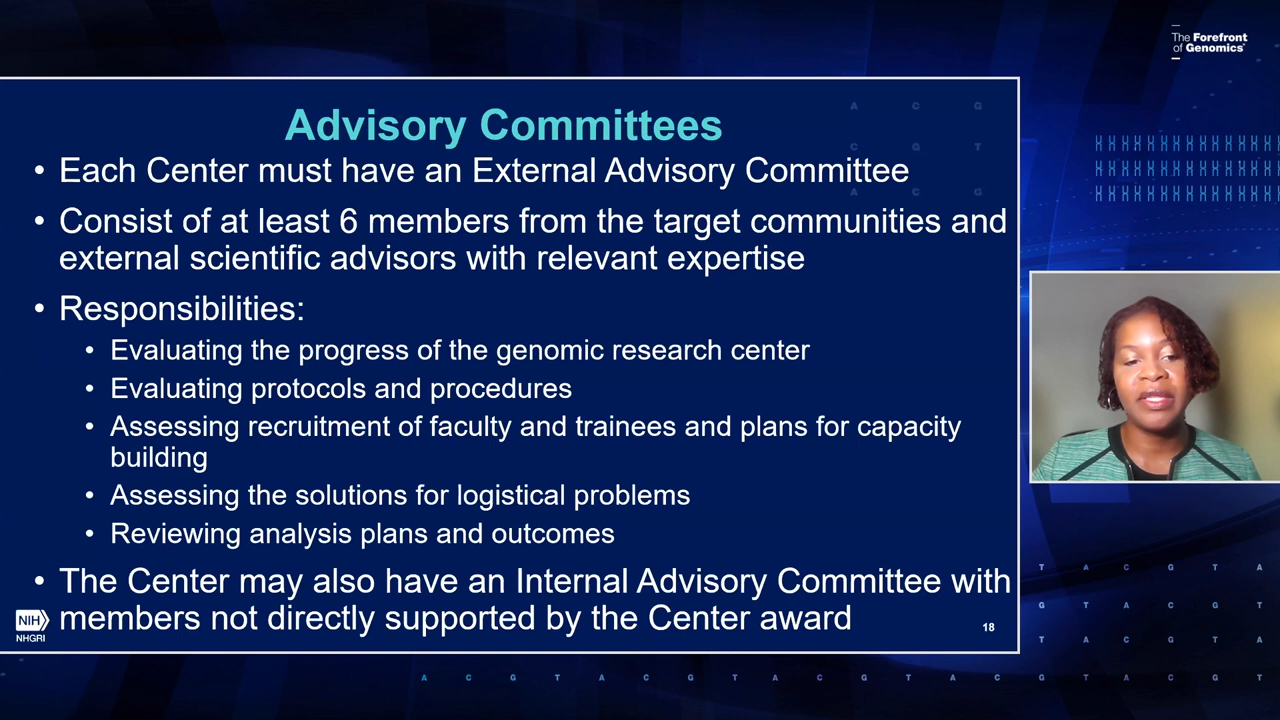 The Forefront
of Genomics®
Advisory Committees
• Each Center must have an External Advisory Committee
• Consist of at least 6 members from the target communities and
external scientific advisors with relevant expertise
• Responsibilities:
• Evaluating the progress of the genomic research center
• Evaluating protocols and procedures
• Assessing recruitment of faculty and trainees and plans for capacity
building
• Assessing the solutions for logistical problems
• Reviewing analysis plans and outcomes
• The Center may also have an Internal Advisory Committee with
members not directly supported by the Center award
NIH
NHGRI
18
A C G
C G T
A C G
T A C G T A
G T A C G T
T A C G T A
A C G T A C G T A C G T A C G T A C G T